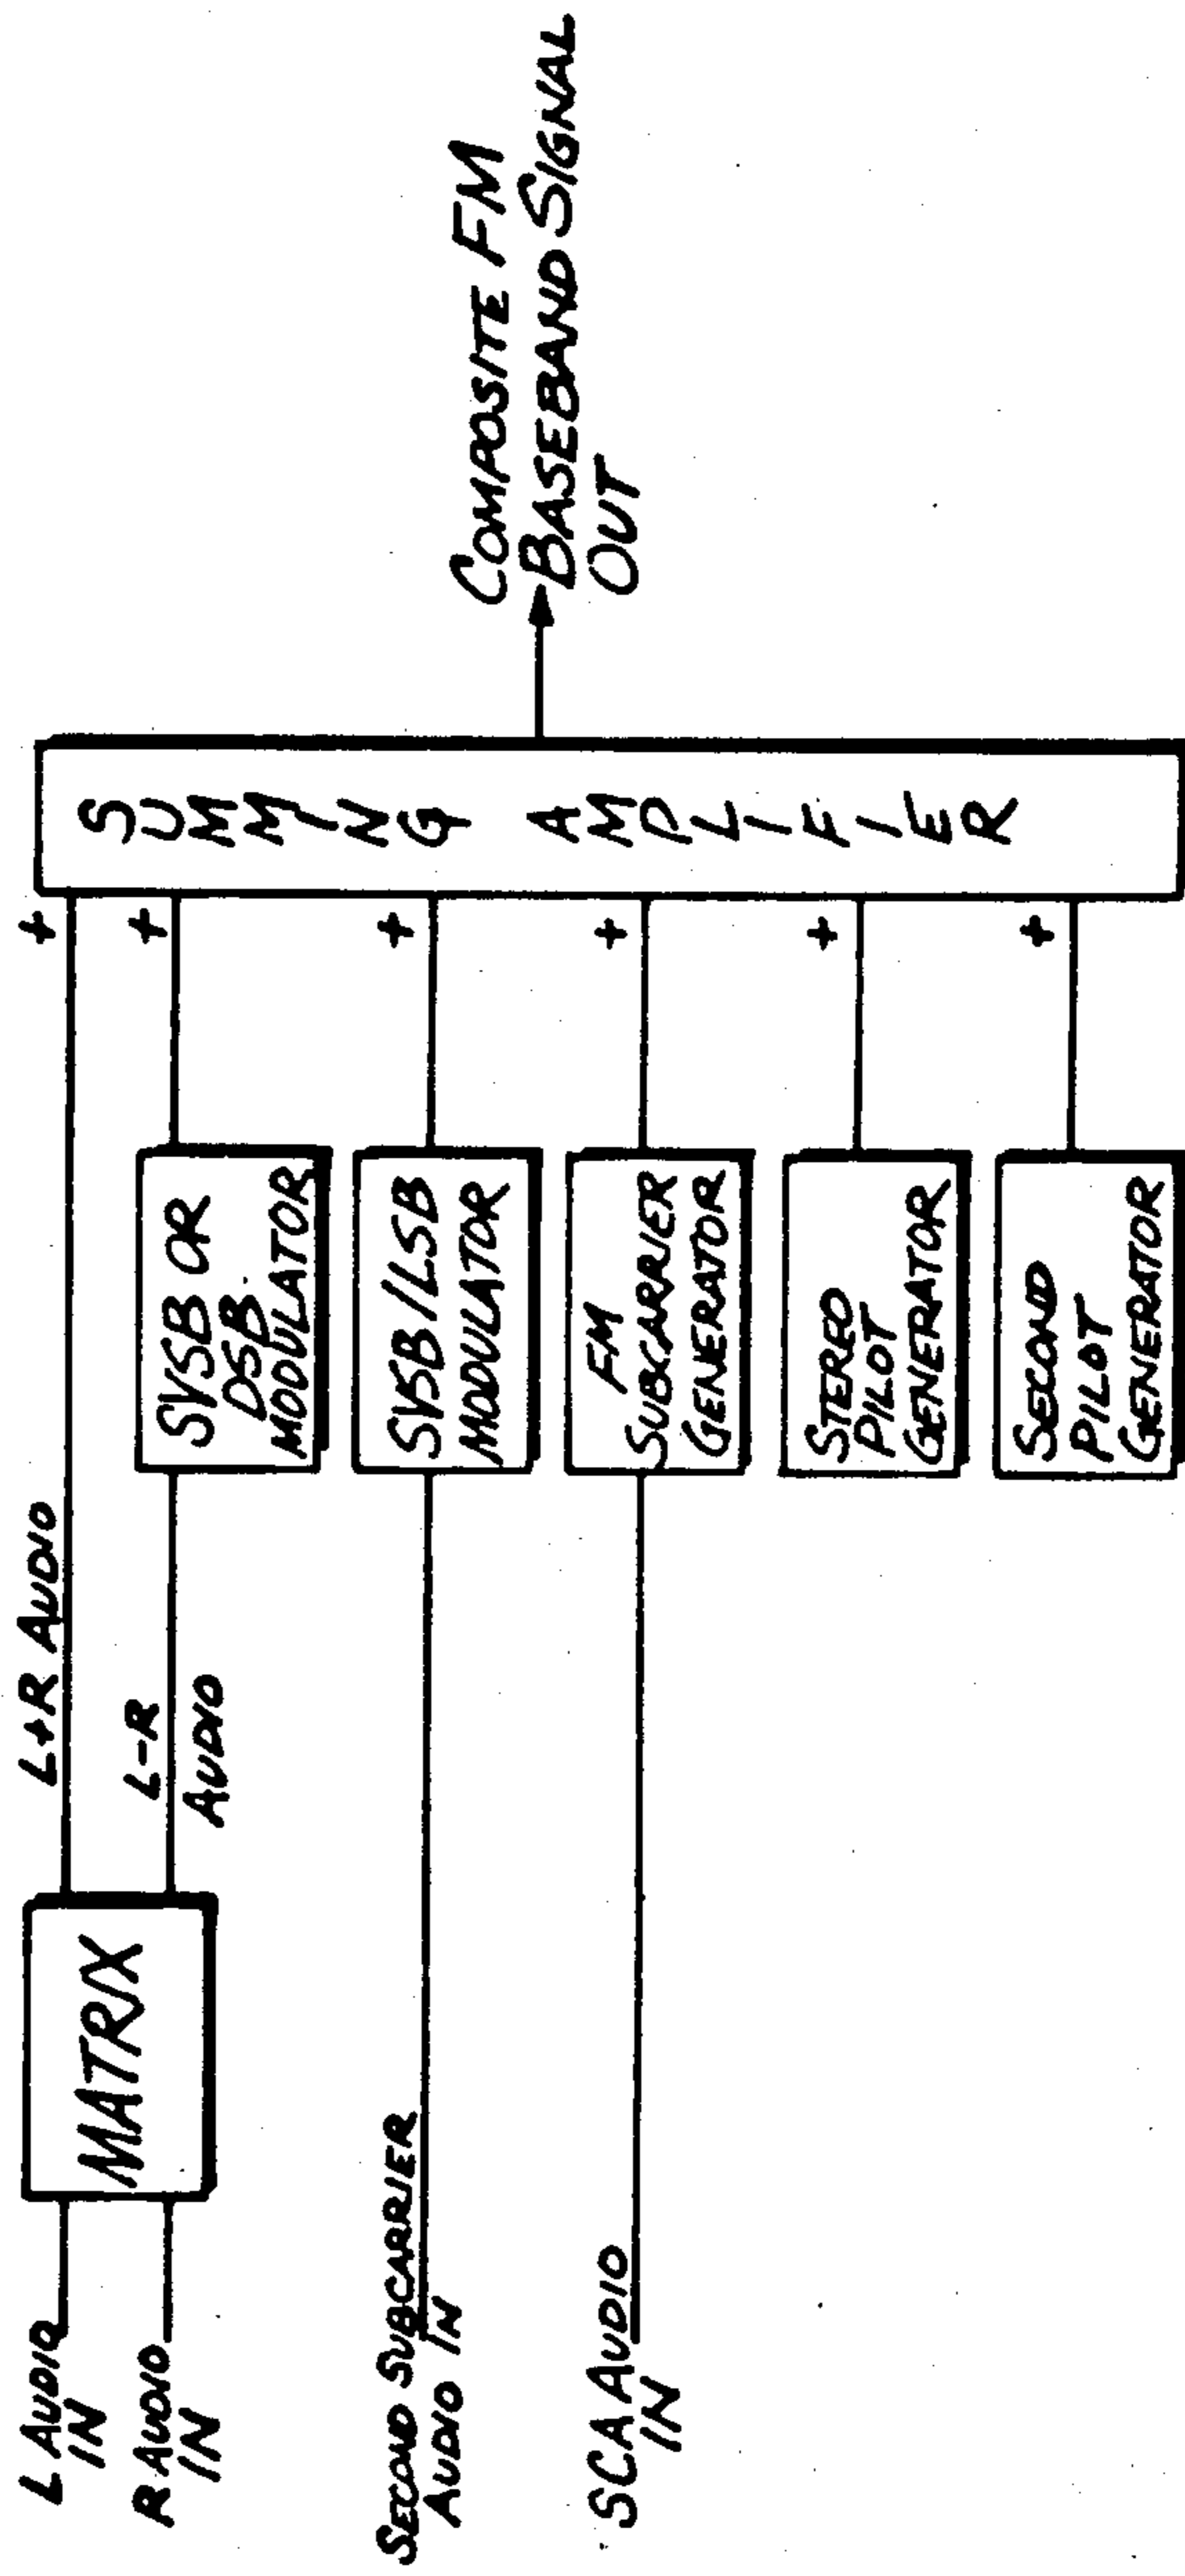 L AUDIO
IN
R AUDIO
IN
MATRIX
L+R AUDIO
L-R
AUDIO
SVSB OR
DSB
MODULATOR
SECOND SUBCARRIER
AUDIO IN
SVSB/LSB
MODULATOR
SCA AUDIO
IN
FM
SUBCARRIER
GENERATOR
STEREO
PILOT
GENERATOR
SECOND
PILOT
GENERATOR
+
+
+
+
+
+
SUMMING AMPLIFIER
COMPOSITE FM
BASEBAND SIGNAL
OUT